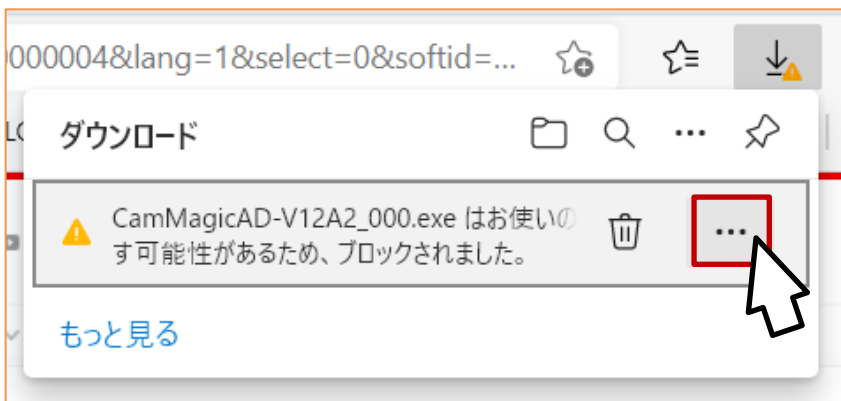 000004&lang=1&select=0&softid=...
ダウンロード
CamMagicAD-V12A2_000.exe はお使いの
す可能性があるため、ブロックされました。
もっと見る